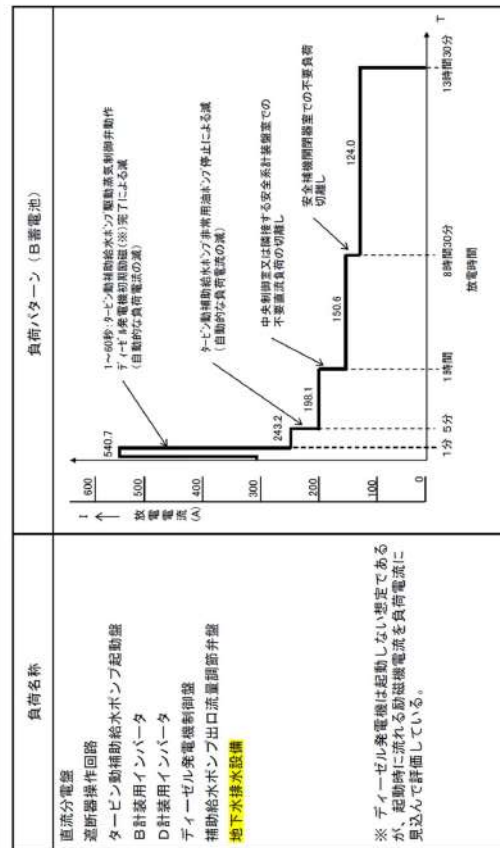 負荷名称
直流分電盤
遮断器操作回路
タービン動補助給水ポンプ起動盤
B計装用インバータ
D計装用インバータ
ディーゼル発電機制御盤
補助給水ポンプ出口流量調節弁盤
地下水排水設備
※ ディーゼル発電機は起動しない想定である
が、起動時に流れる励磁機電流を負荷電流に
見込んで評価している。
負荷パターン（B蓄電池）
I
放電電流(A)
600
500
400
300
200
100
0
540.7
1～60秒:タービン動補助給水ポンプ駆動蒸気制御弁動作
ディーゼル発電機初期励磁(※)完了による減
(自動的な負荷電流の減)
243.2
タービン動補助給水ポンプ非常用油ポンプ停止による減
(自動的な負荷電流の減)
198.1
中央制御室又は隣接する安全系計装盤室での
不要直流負荷の切離し
150.6
安全補機開閉器室での不要負荷
切離し
124.0
1分
5分
1時間
8時間30分
13時間30分
T
放電時間